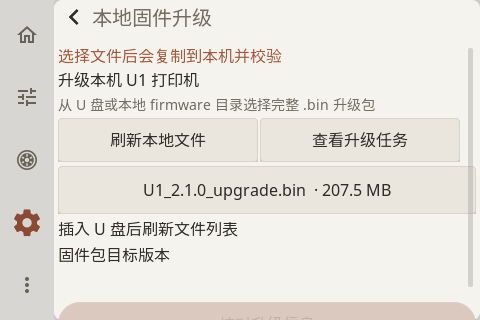 本地固件升级
选择文件后会复制到本机并校验
升级本机 U1 打印机
从 U 盘或本地 firmware 目录选择完整 .bin 升级包
刷新本地文件
查看升级任务
U1_2.1.0_upgrade.bin · 207.5 MB
插入 U 盘后刷新文件列表
固件包目标版本